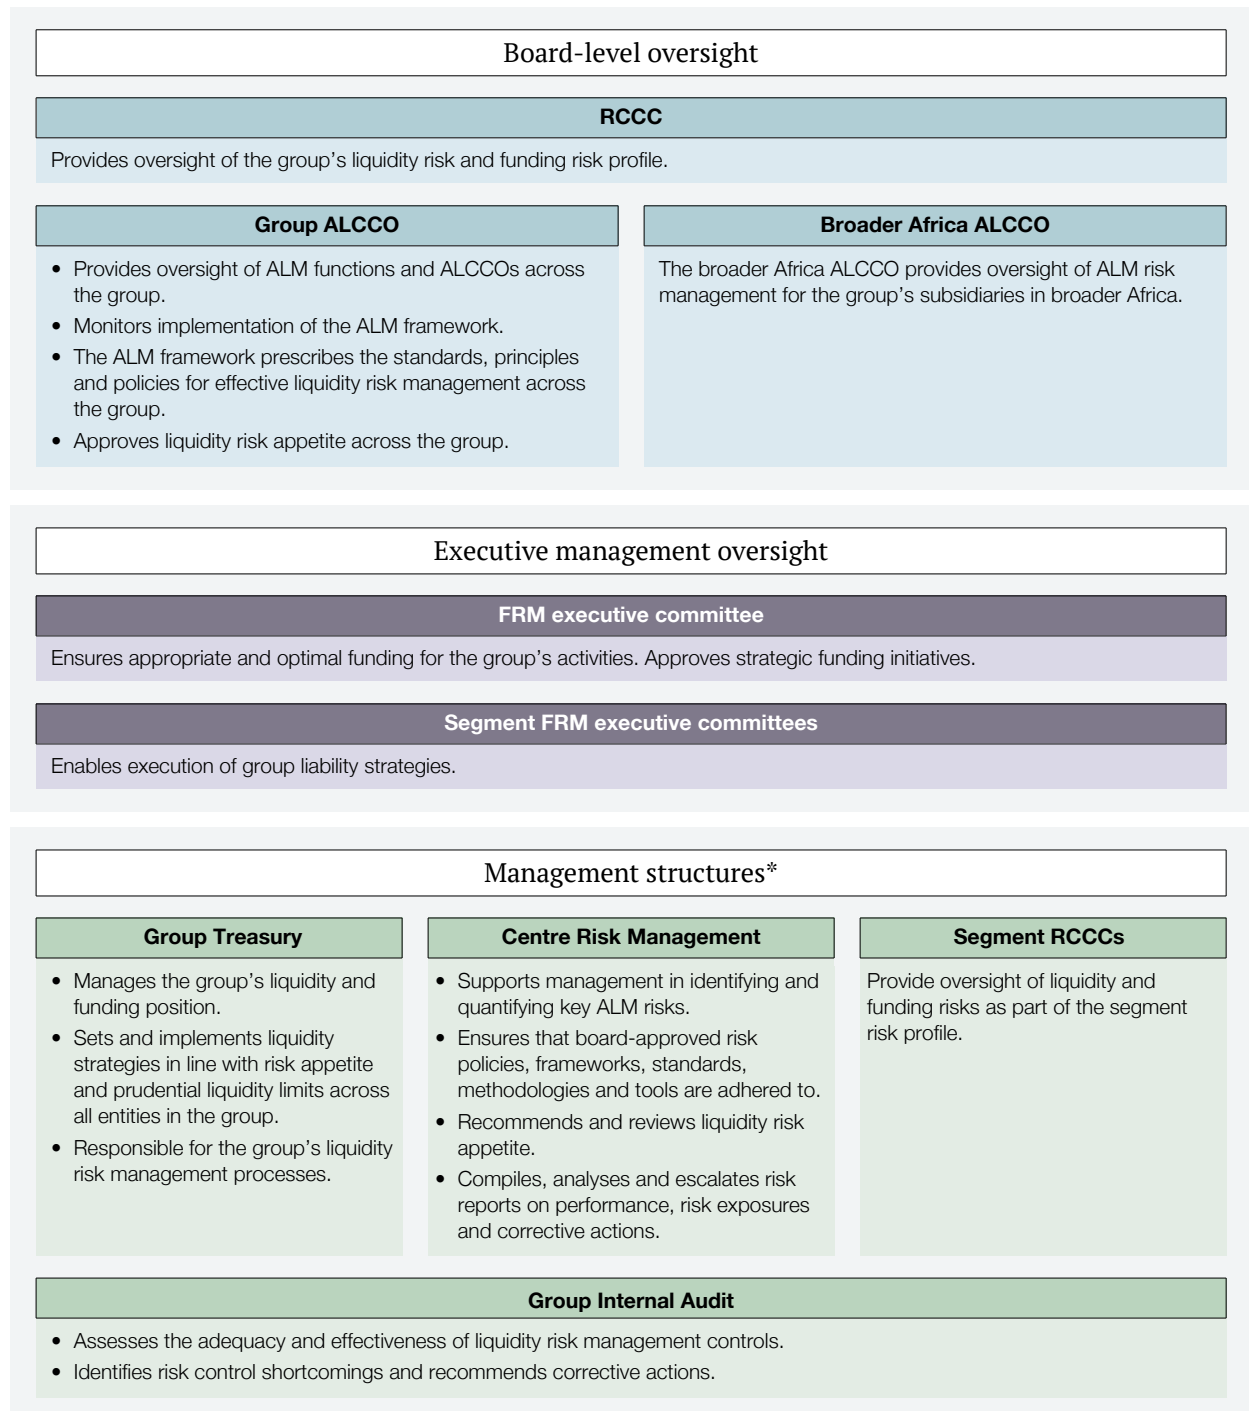 Board-level oversight
RCCC
Provides oversight of the group’s liquidity risk and funding risk profile.
Group ALCCO
• Provides oversight of ALM functions and ALCCOs across
the group.
• Monitors implementation of the ALM framework.
• The ALM framework prescribes the standards, principles
and policies for effective liquidity risk management across
the group.
• Approves liquidity risk appetite across the group.
Broader Africa ALCCO
The broader Africa ALCCO provides oversight of ALM risk
management for the group’s subsidiaries in broader Africa.
Executive management oversight
FRM executive committee
Ensures appropriate and optimal funding for the group’s activities. Approves strategic funding initiatives.
Segment FRM executive committees
Enables execution of group liability strategies.
Management structures*
Group Treasury
• Manages the group’s liquidity and
funding position.
• Sets and implements liquidity
strategies in line with risk appetite
and prudential liquidity limits across
all entities in the group.
• Responsible for the group’s liquidity
risk management processes.
Centre Risk Management
• Supports management in identifying and
quantifying key ALM risks.
• Ensures that board-approved risk
policies, frameworks, standards,
methodologies and tools are adhered to.
• Recommends and reviews liquidity risk
appetite.
• Compiles, analyses and escalates risk
reports on performance, risk exposures
and corrective actions.
Segment RCCCs
Provide oversight of liquidity and
funding risks as part of the segment
risk profile.
Group Internal Audit
• Assesses the adequacy and effectiveness of liquidity risk management controls.
• Identifies risk control shortcomings and recommends corrective actions.